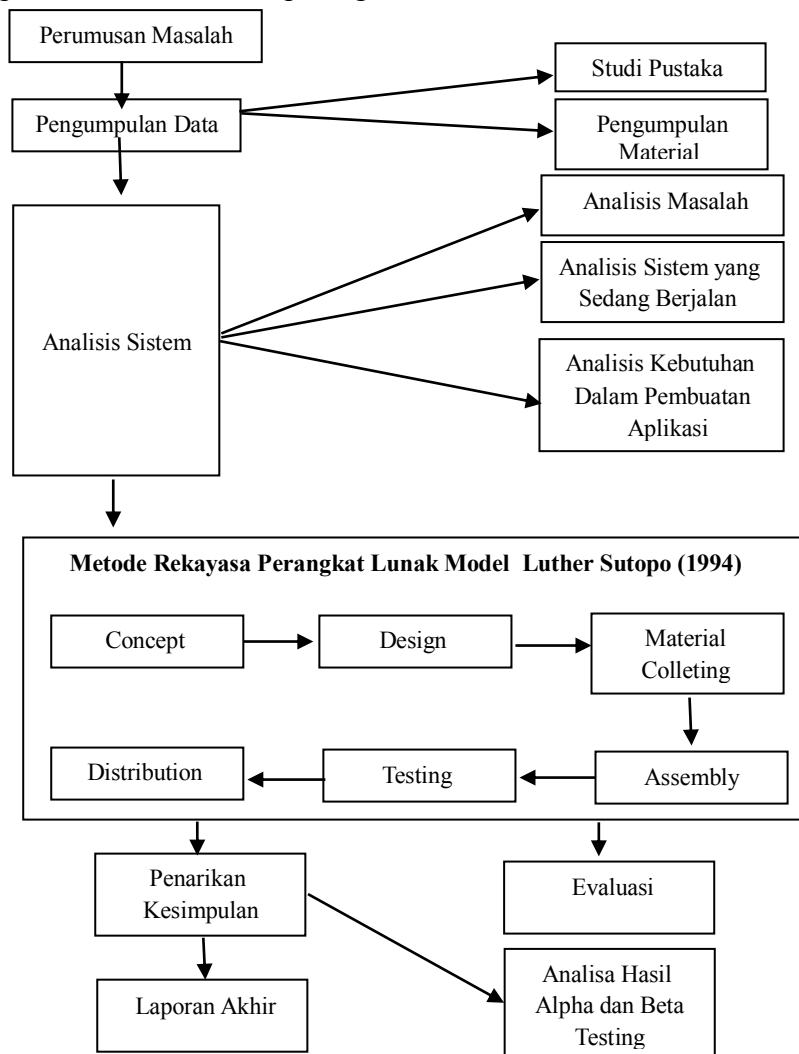 Perumusan Masalah
Studi Pustaka
Pengumpulan Data
Pengumpulan
Material
Analisis Masalah
Analisis Sistem yang
Sedang Berjalan
Analisis Sistem
Analisis Kebutuhan
Dalam Pembuatan
Aplikasi
Metode Rekayasa Perangkat Lunak Model Luther Sutopo (1994)
Concept
Design
Material
Colleting
Distribution
Testing
Assembly
Penarikan
Kesimpulan
Evaluasi
Laporan Akhir
Analisa Hasil
Alpha dan Beta
Testing